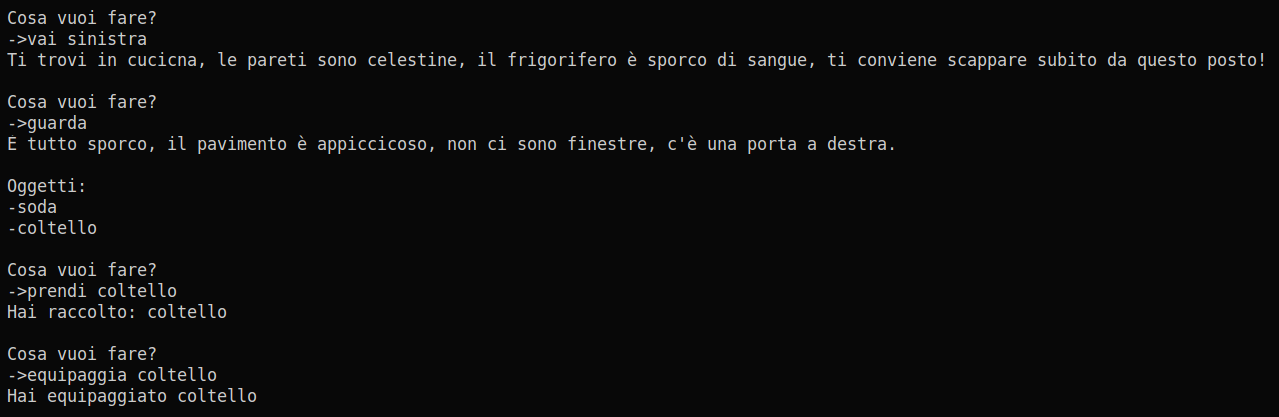 Cosa vuoi fare?
->vai sinistra
Ti trovi in cucicna, le pareti sono celestine, il frigorifero è sporco di sangue, ti conviene scappare subito da questo posto!
Cosa vuoi fare?
->guarda
È tutto sporco, il pavimento è appiccicoso, non ci sono finestre, c'è una porta a destra.
Oggetti:
-soda
-coltello
Cosa vuoi fare?
->prendi coltello
Hai raccolto: coltello
Cosa vuoi fare?
->equipaggia coltello
Hai equipaggiato coltello